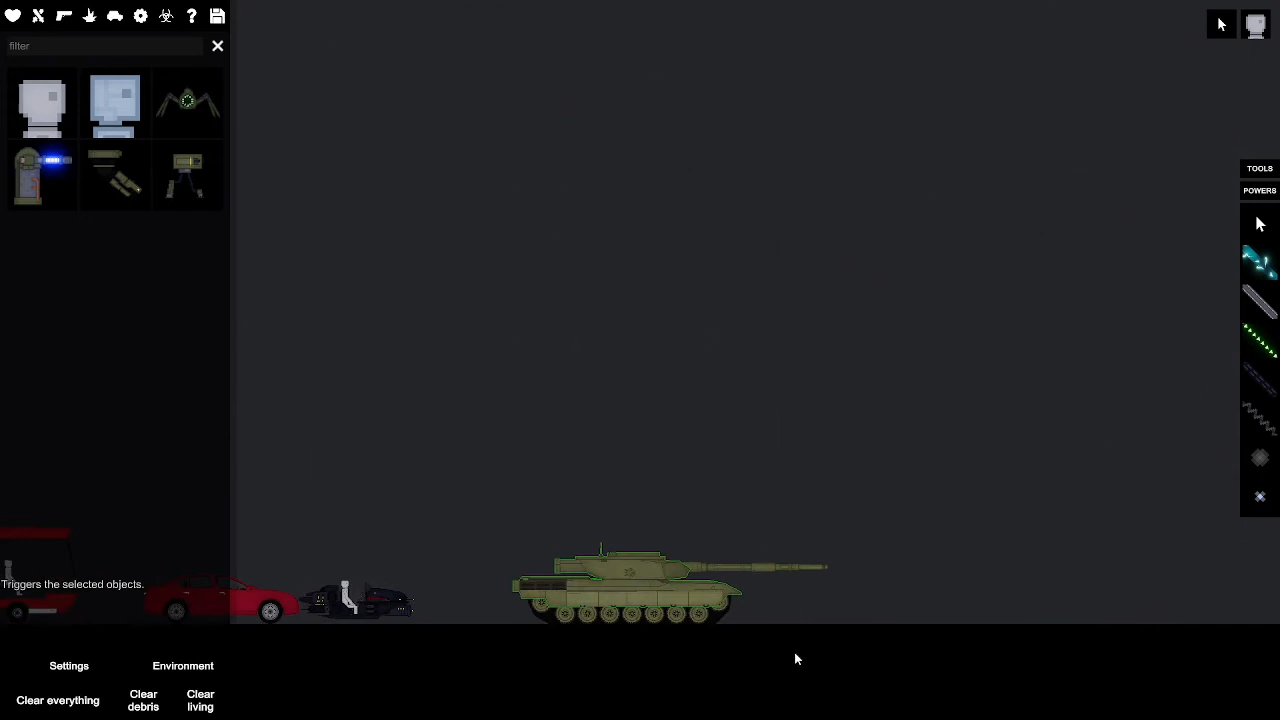 filter
TOOLS
POWERS
Triggers the selected objects.
Settings
Environment
Clear everything
Clear
debris
Clear
living